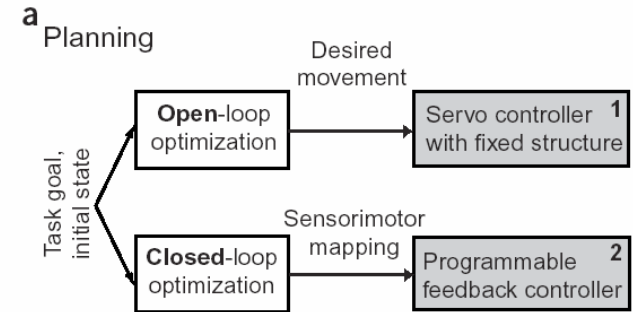 a
Planning
Desired
movement
Open-loop
optimization
Servo controller 1
with fixed structure
Task goal,
initial state
Sensorimotor
mapping
Closed-loop
optimization
Programmable 2
feedback controller